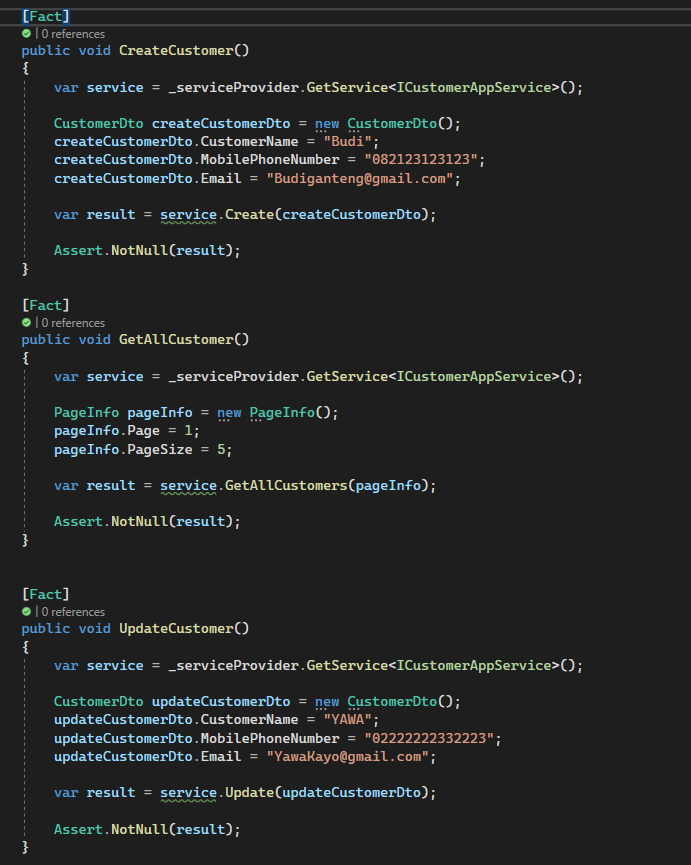 [Fact]
| 0 references
public void CreateCustomer()
{
var service = _serviceProvider.GetService<ICustomerAppService>();
CustomerDto createCustomerDto = new CustomerDto();
createCustomerDto.CustomerName = "Budi";
createCustomerDto.MobilePhoneNumber = "082123123123";
createCustomerDto.Email = "Budiganteng@gmail.com";
var result = service.Create(createCustomerDto);
Assert.NotNull(result);
}
[Fact]
| 0 references
public void GetAllCustomer()
{
var service = _serviceProvider.GetService<ICustomerAppService>();
PageInfo pageInfo = new PageInfo();
pageInfo.Page = 1;
pageInfo.PageSize = 5;
var result = service.GetAllCustomers(pageInfo);
Assert.NotNull(result);
}
[Fact]
| 0 references
public void UpdateCustomer()
{
var service = _serviceProvider.GetService<ICustomerAppService>();
CustomerDto updateCustomerDto = new CustomerDto();
updateCustomerDto.CustomerName = "YAWA";
updateCustomerDto.MobilePhoneNumber = "02222222332223";
updateCustomerDto.Email = "YawaKayo@gmail.com";
var result = service.Update(updateCustomerDto);
Assert.NotNull(result);
}